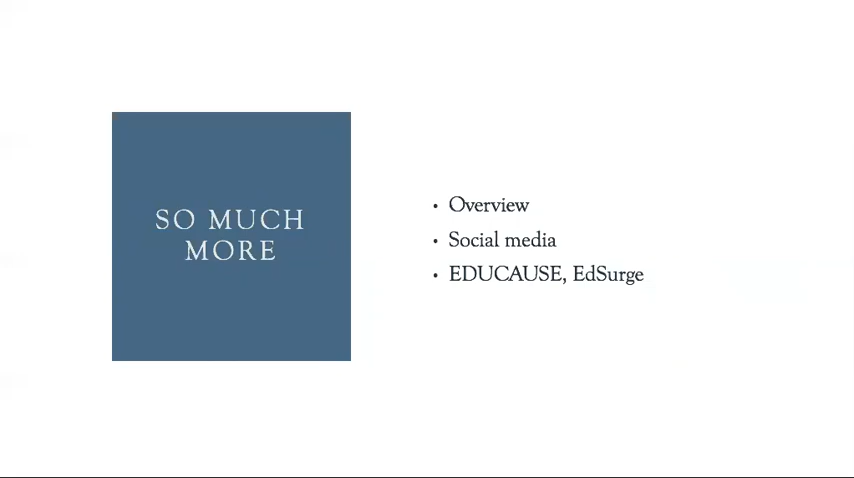 SO MUCH
MORE
• Overview
• Social media
• EDUCAUSE, EdSurge